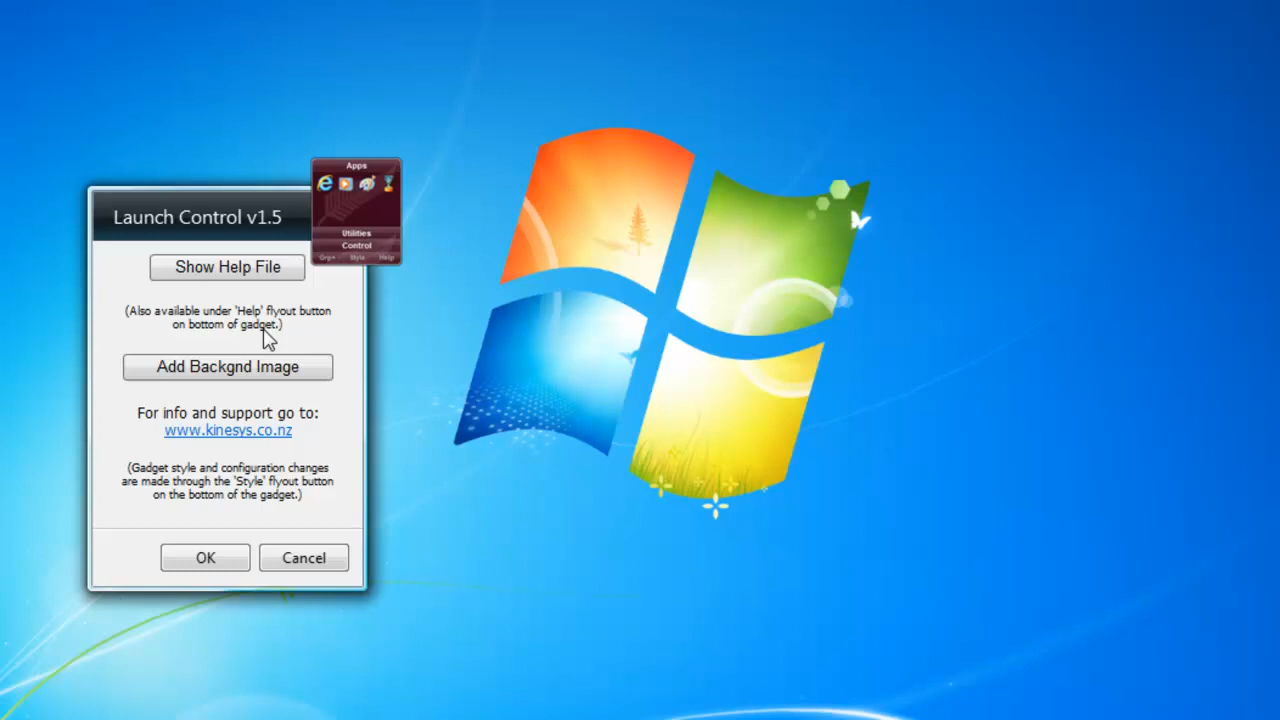 Apps
Utilities
Control
Grp+ Style Help
Launch Control v1.5
Show Help File
(Also available under 'Help' flyout button
on bottom of gadget.)
Add Backgnd Image
For info and support go to:
www.kinesys.co.nz
(Gadget style and configuration changes
are made through the 'Style' flyout button
on the bottom of the gadget.)
OK Cancel